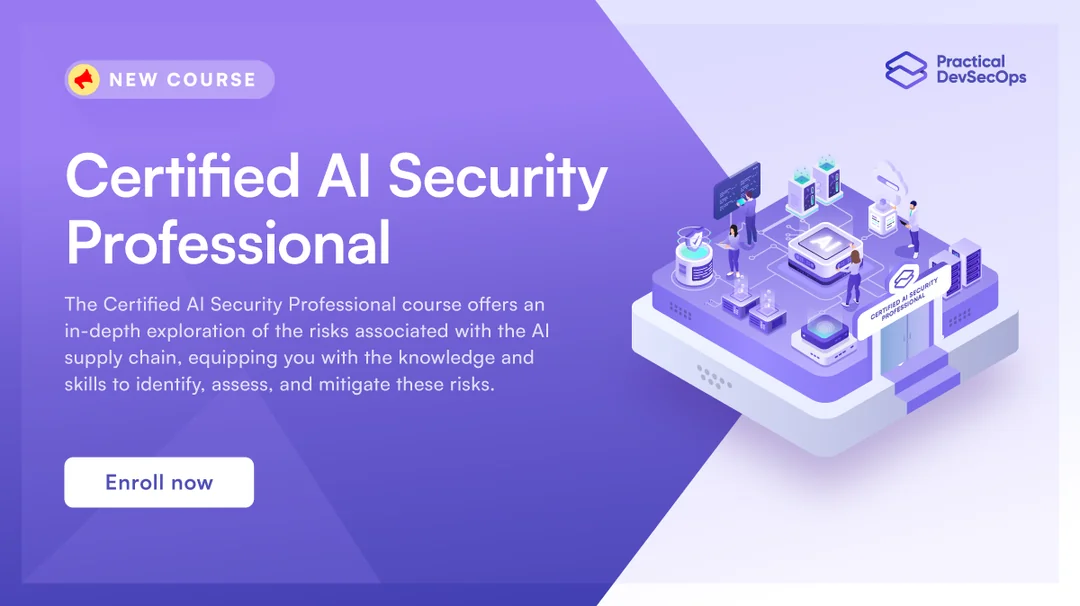 NEW COURSE
Practical
DevSecOps
Certified AI Security
Professional
The Certified AI Security Professional course offers an
in-depth exploration of the risks associated with the AI
supply chain, equipping you with the knowledge and
skills to identify, assess, and mitigate these risks.
Enroll now
AI
CERTIFIED AI SECURITY
PROFESSIONAL